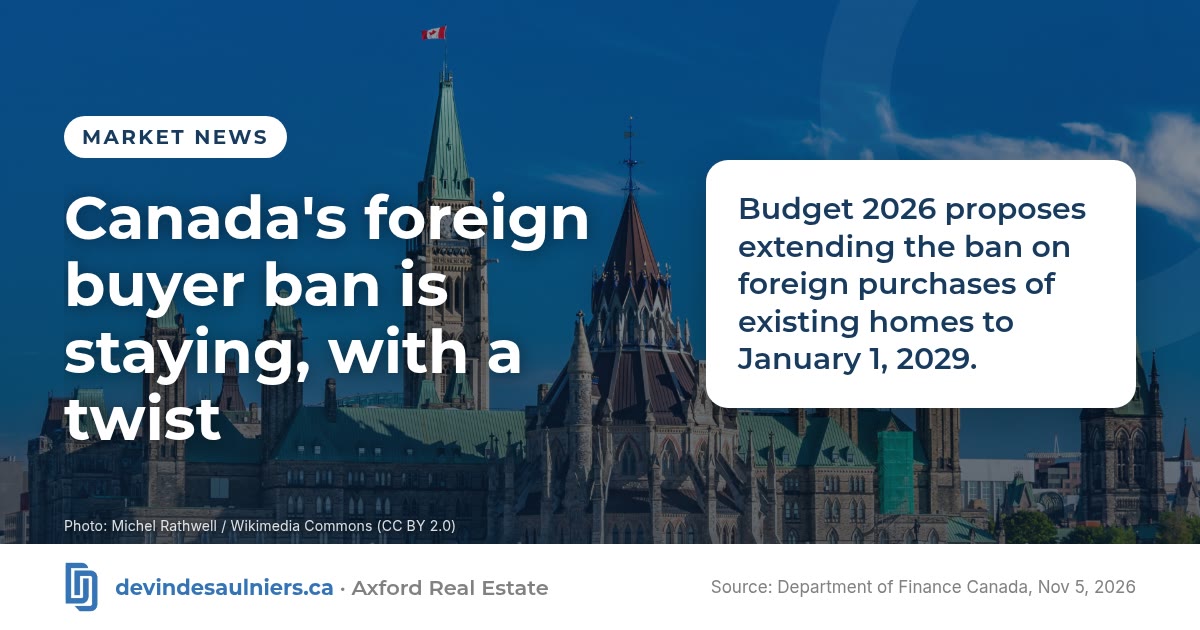 MARKET NEWS
Canada's foreign
buyer ban is
staying, with a
twist
Budget 2026 proposes
extending the ban on
foreign purchases of
existing homes to
January 1, 2029.
Photo: Michel Rathwell / Wikimedia Commons (CC BY 2.0)
devindesaulniers.ca · Axford Real Estate
Source: Department of Finance Canada, Nov 5, 2026